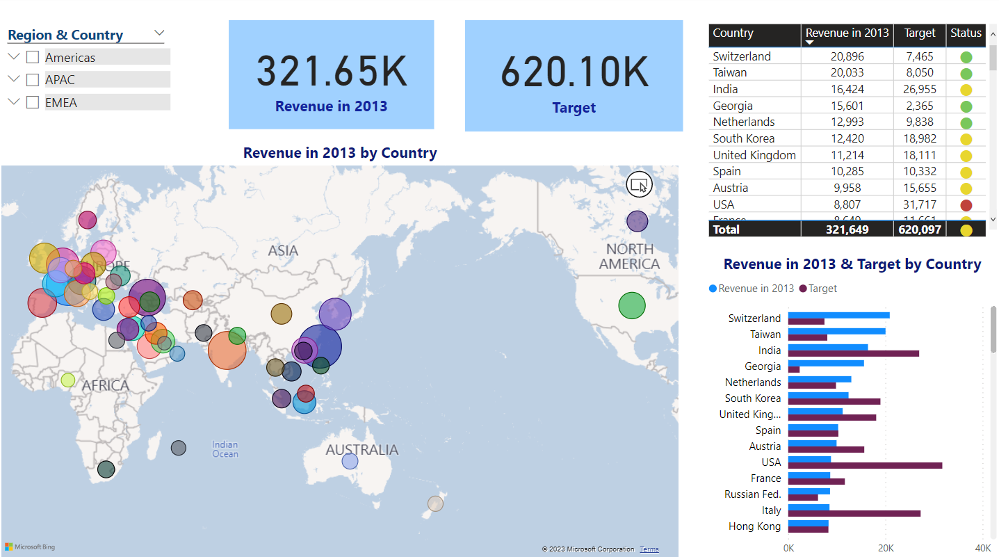 Region & Country
Americas
APAC
EMEA
321.65K
Revenue in 2013
620.10K
Target
Country Revenue in 2013 Target Status
Switzerland 20,896 7,465
Taiwan 20,033 8,050
India 16,424 26,955
Georgia 15,601 2,365
Netherlands 12,993 9,838
South Korea 12,420 18,982
United Kingdom 11,214 18,111
Spain 10,285 10,332
Austria 9,958 15,655
USA 8,807 31,717
France 8,649 11,661
Total 321,649 620,097
Revenue in 2013 by Country
ASIA
EUROPE
NORTH
AMERICA
AFRICA
Indian
Ocean
AUSTRALIA
Microsoft Bing
© 2023 Microsoft Corporation Terms
Revenue in 2013 & Target by Country
Revenue in 2013 Target
Switzerland
Taiwan
India
Georgia
Netherlands
South Korea
United King...
Spain
Austria
USA
France
Russian Fed.
Italy
Hong Kong
0K 20K 40K